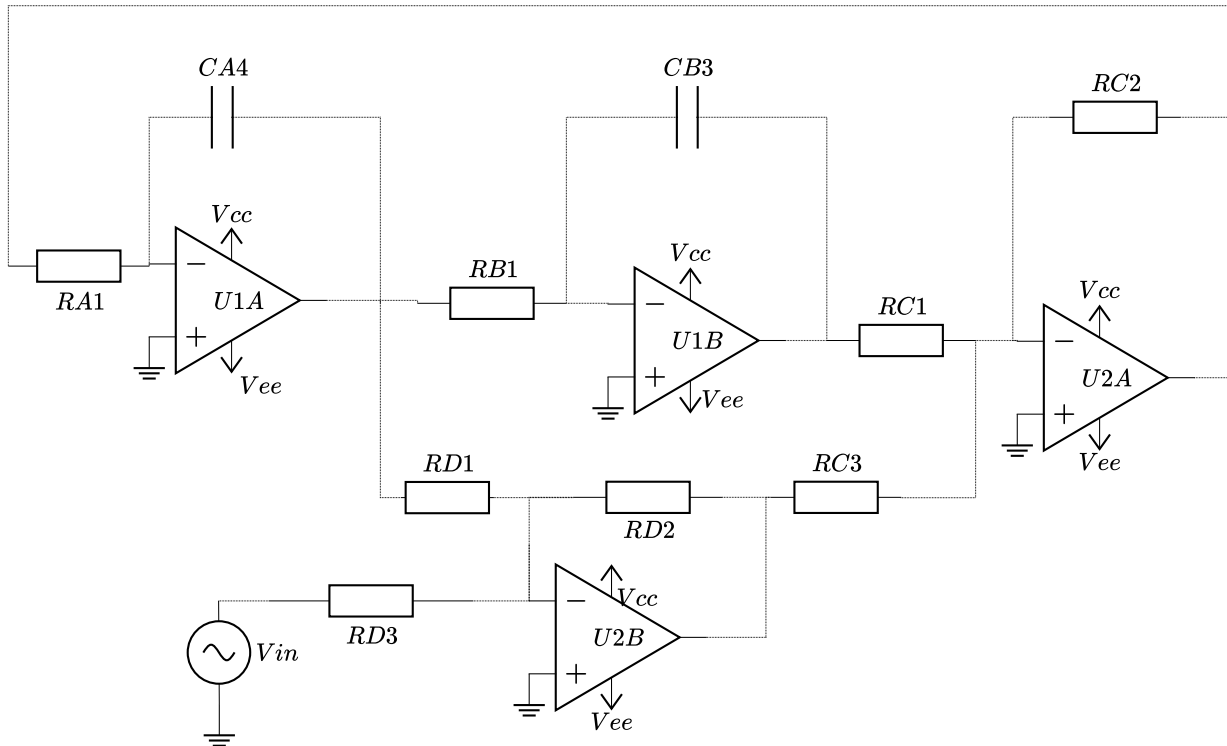 CA4
CB3
RC2
Vcc
RA1
U1A
Vee
Vcc
RB1
U1B
Vee
RC1
Vcc
U2A
Vee
RD1
RD2
RC3
Vcc
RD3
U2B
Vin
Vee